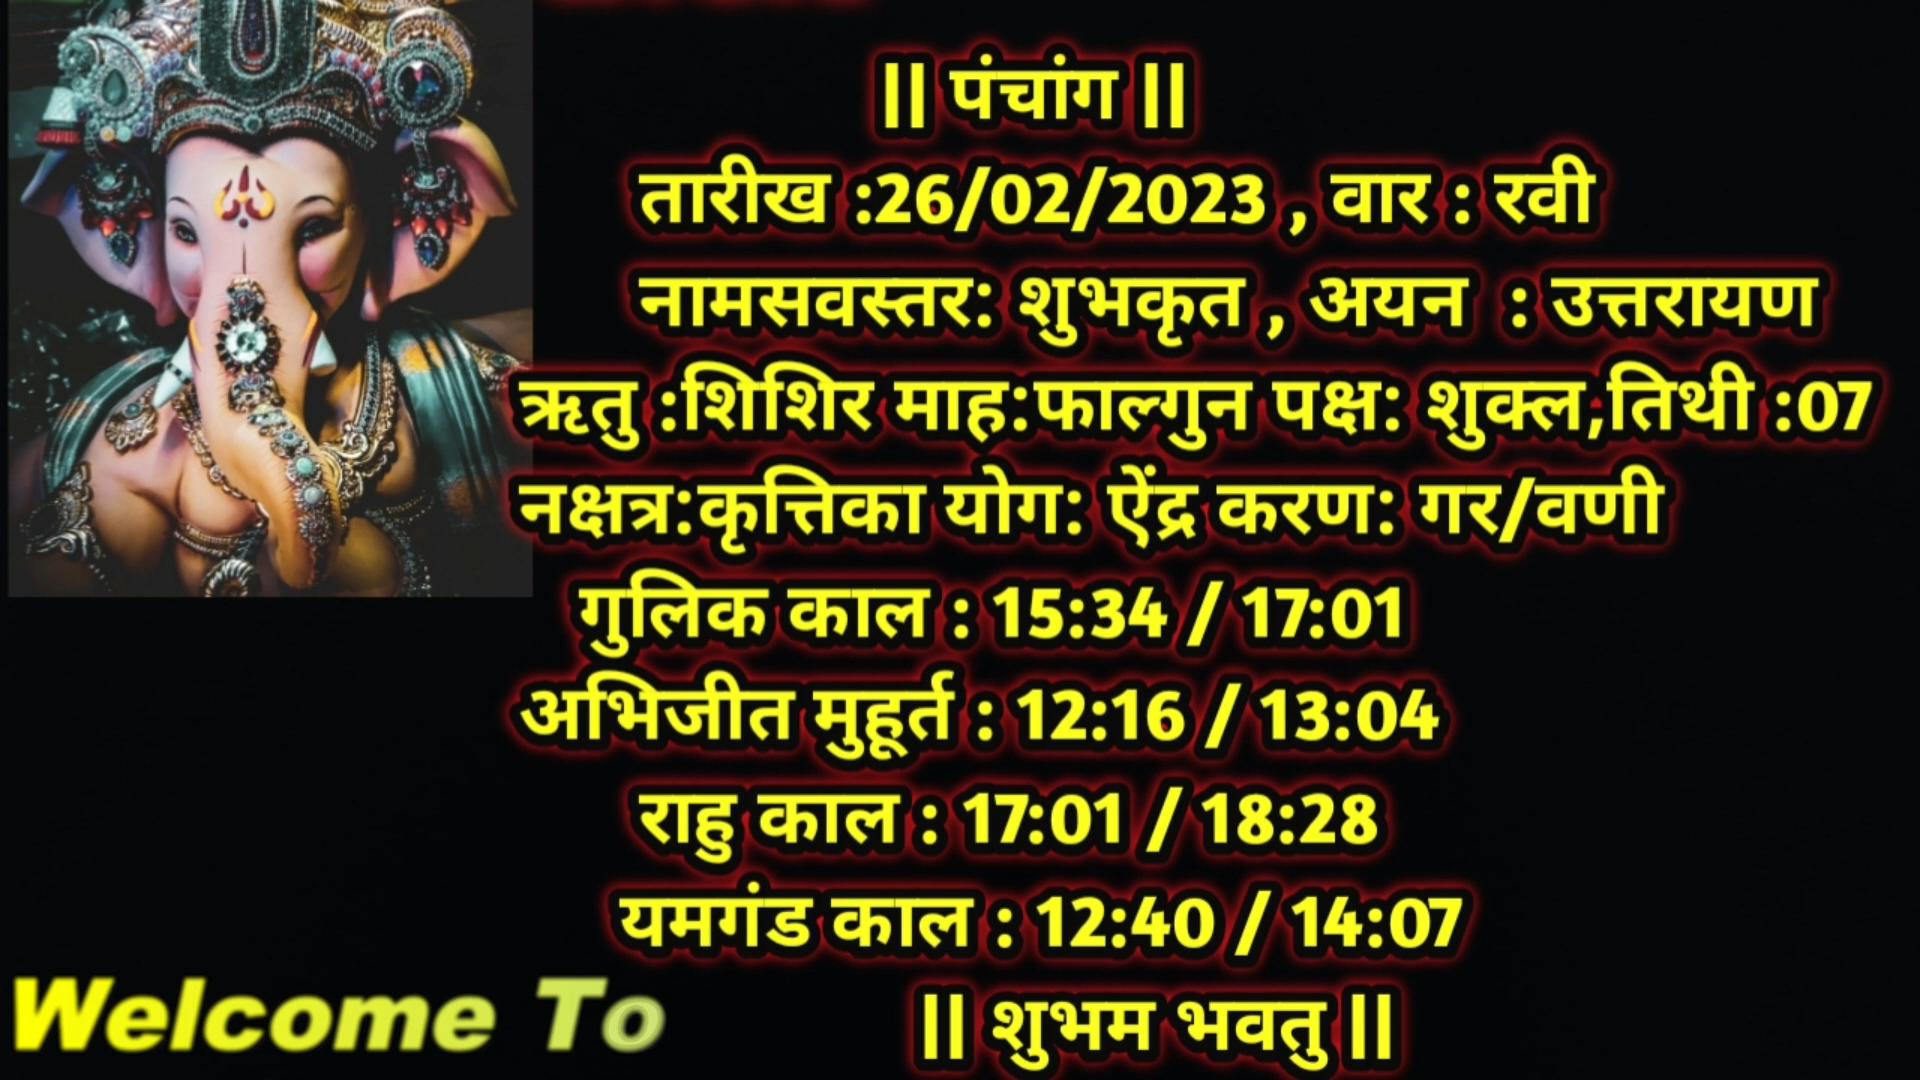 || पंचांग ||
तारीख :26/02/2023 , वार : रवी
नामसवस्तर: शुभकृत , अयन : उत्तरायण
ऋतु :शिशिर माह:फाल्गुन पक्ष: शुक्ल,तिथी :07
नक्षत्र:कृत्तिका योग: ऐंद्र करण: गर/वणी
गुलिक काल : 15:34 / 17:01
अभिजीत मुहूर्त : 12:16 / 13:04
राहु काल : 17:01 / 18:28
यमगंड काल : 12:40 / 14:07
|| शुभम भवतु ||
Welcome To